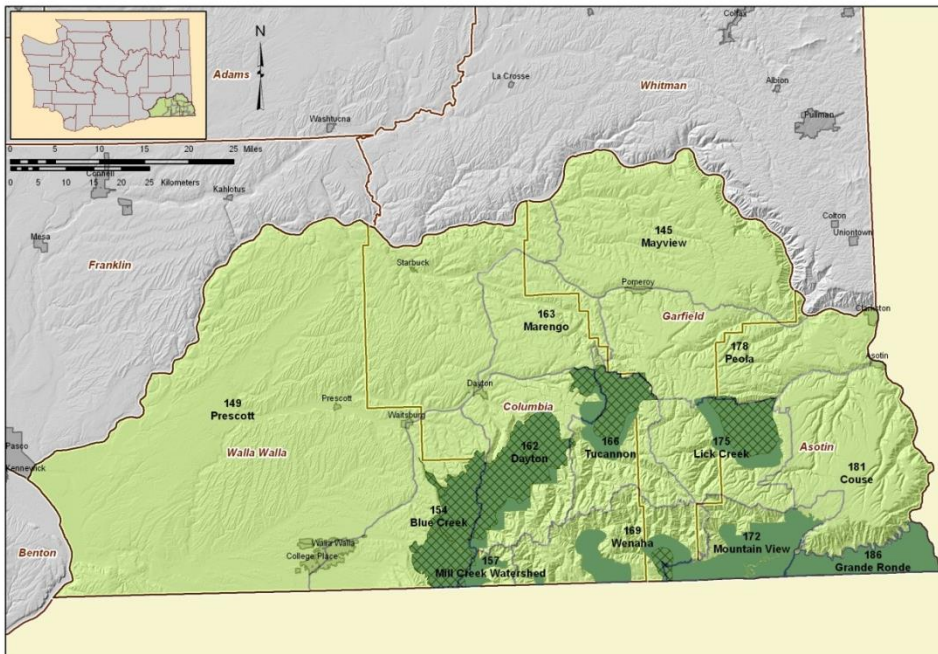 Colfax
N
Adams
La Crosse
Whitman
Albion
Washtucna
Pullman
0 5 10 15 20 25 Miles
0 5 10 15 20 25 Kilometers
Connell
Kahlotus
Colton
Uniontown
Mesa
145
Mayview
Franklin
Starbuck
Pomeroy
163
Marengo
Garfield
Clarkston
178
Peola
Asotin
Dayton
149
Prescott
Prescott
Waitsburg
Columbia
Pasco
Kennewick
Walla Walla
162
Dayton
166
Tucannon
175
Lick Creek
Asotin
181
Couse
154
Blue Creek
169
Wenaha
172
Mountain View
Walla Walla
College Place
Benton
157
Mill Creek Watershed
186
Grande Ronde